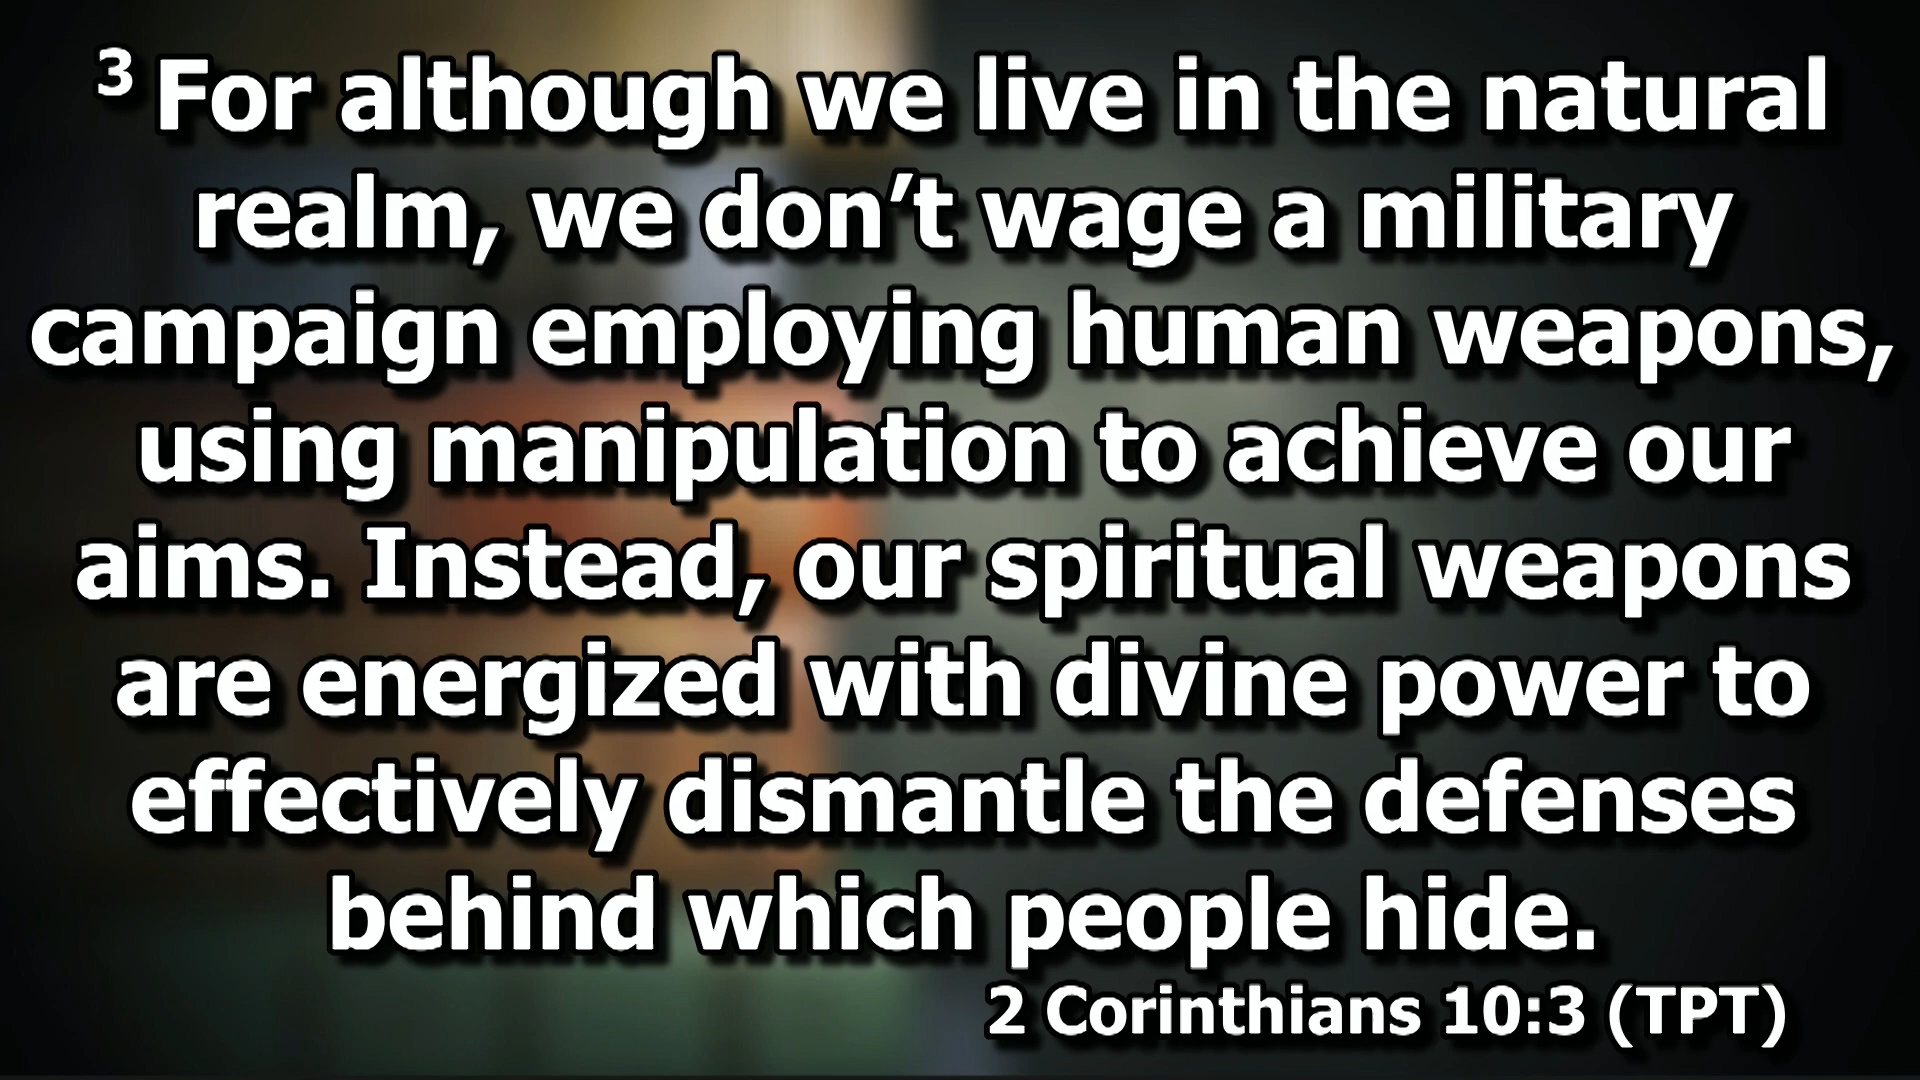 3 For although we live in the natural
realm, we don’t wage a military
campaign employing human weapons,
using manipulation to achieve our
aims. Instead, our spiritual weapons
are energized with divine power to
effectively dismantle the defenses
behind which people hide.
2 Corinthians 10:3 (TPT)